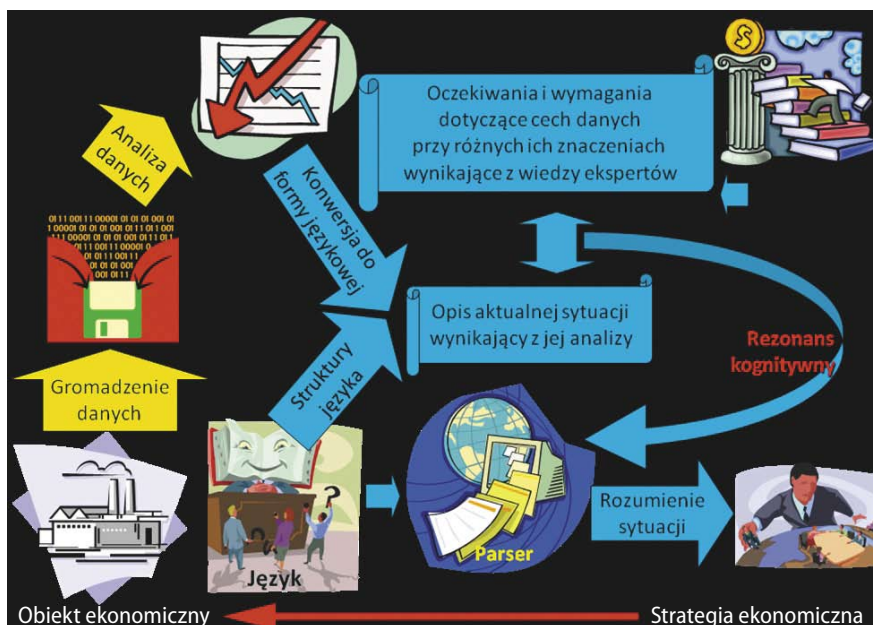 Oczekiwania i wymagania
dotyczące cech danych
przy różnych ich znaczeniach
wynikające z wiedzy ekspertów
Analiza
danych
Konwersja do
formy językowej
Opis aktualnej sytuacji
wynikający z jej analizy
Rezonans
kognitywny
Gromadzenie
danych
Struktury
języka
Język
Parser
Rozumienie
sytuacji
Obiekt ekonomiczny
Strategia ekonomiczna